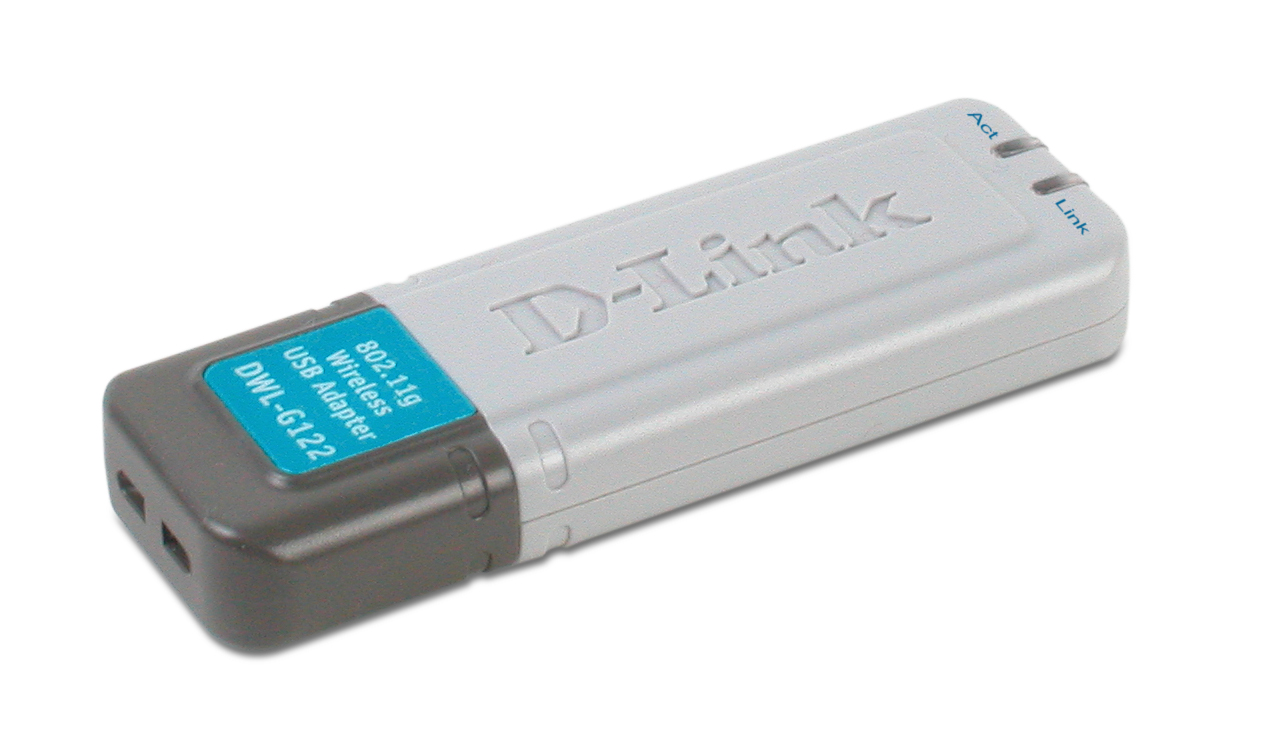 Act
Link
D-Link
802.11g
Wireless
USB Adapter
DWL-G122